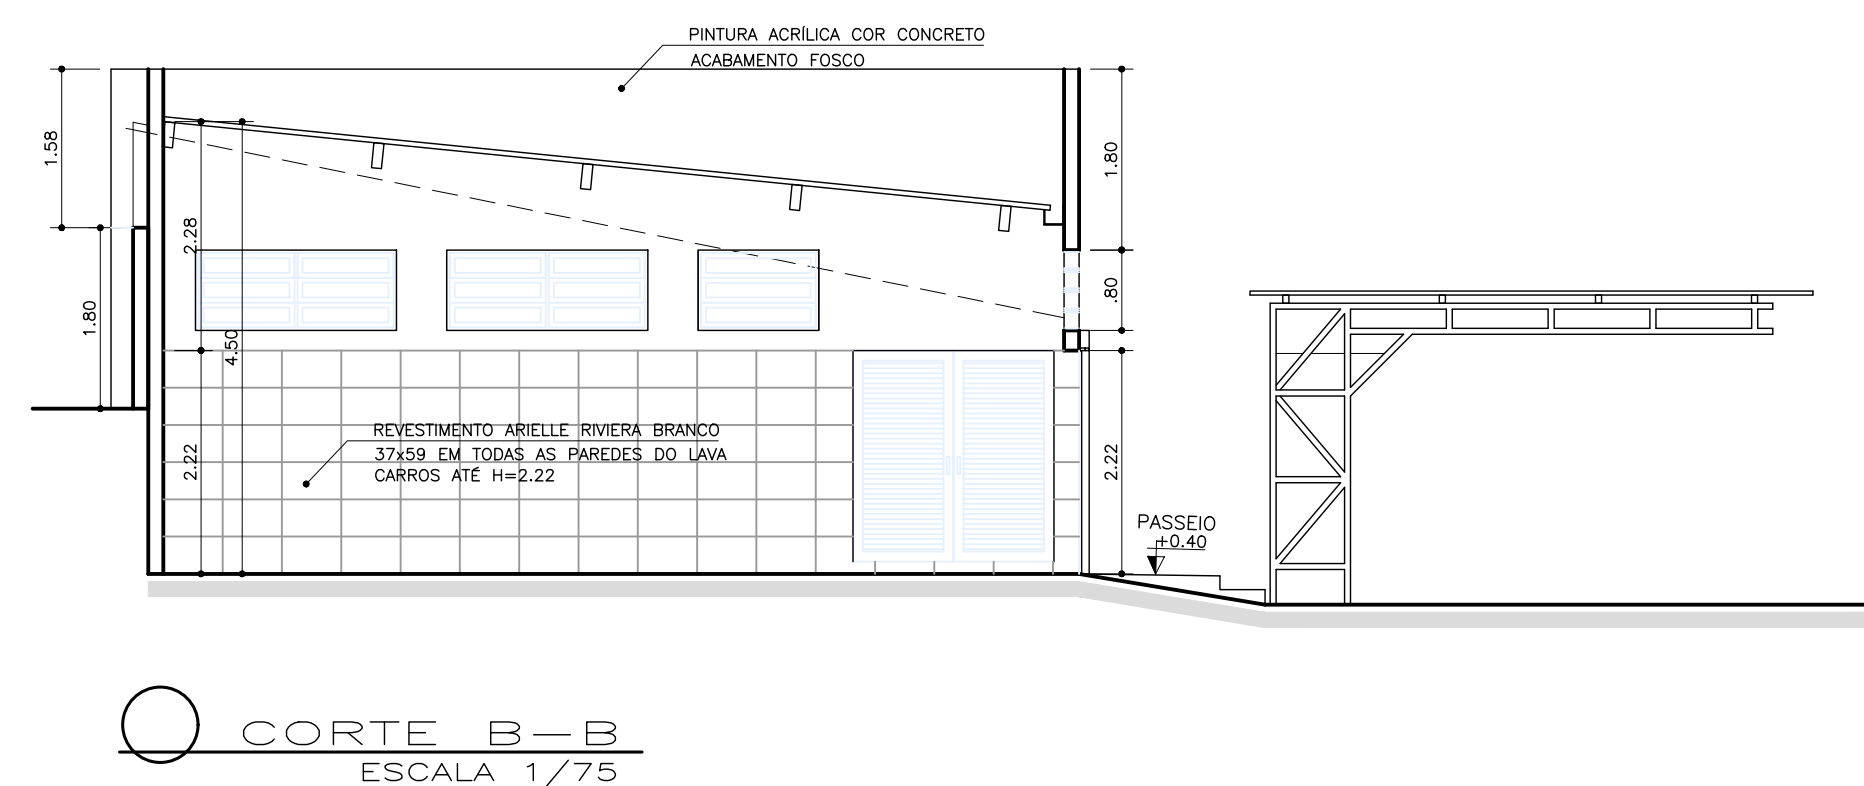 PINTURA ACRÍLICA COR CONCRETO
ACABAMENTO FOSCO
1.58
1.80
2.28
1.80
.80
4.50
REVESTIMENTO ARIELLE RIVIERA BRANCO
37x59 EM TODAS AS PAREDES DO LAVA
CARROS ATÉ H=2.22
2.22
2.22
PASSEIO
+0.40
CORTE B-B
ESCALA 1/75